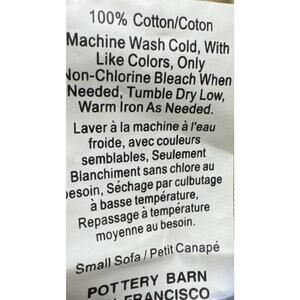 100% Cotton/Coton
Machine Wash Cold, With
Like Colors, Only
Non-Chlorine Bleach When
Needed, Tumble Dry Low,
Warm Iron As Needed.
Laver à la machine à l'eau
froide, avec couleurs
semblables, Seulement
Blanchiment sans chlore au
besoin, Séchage par culbutage
à basse température,
Repassage à température
moyenne au besoin.
Small Sofa / Petit Canapé
POTTERY BARN
FRANCISCO